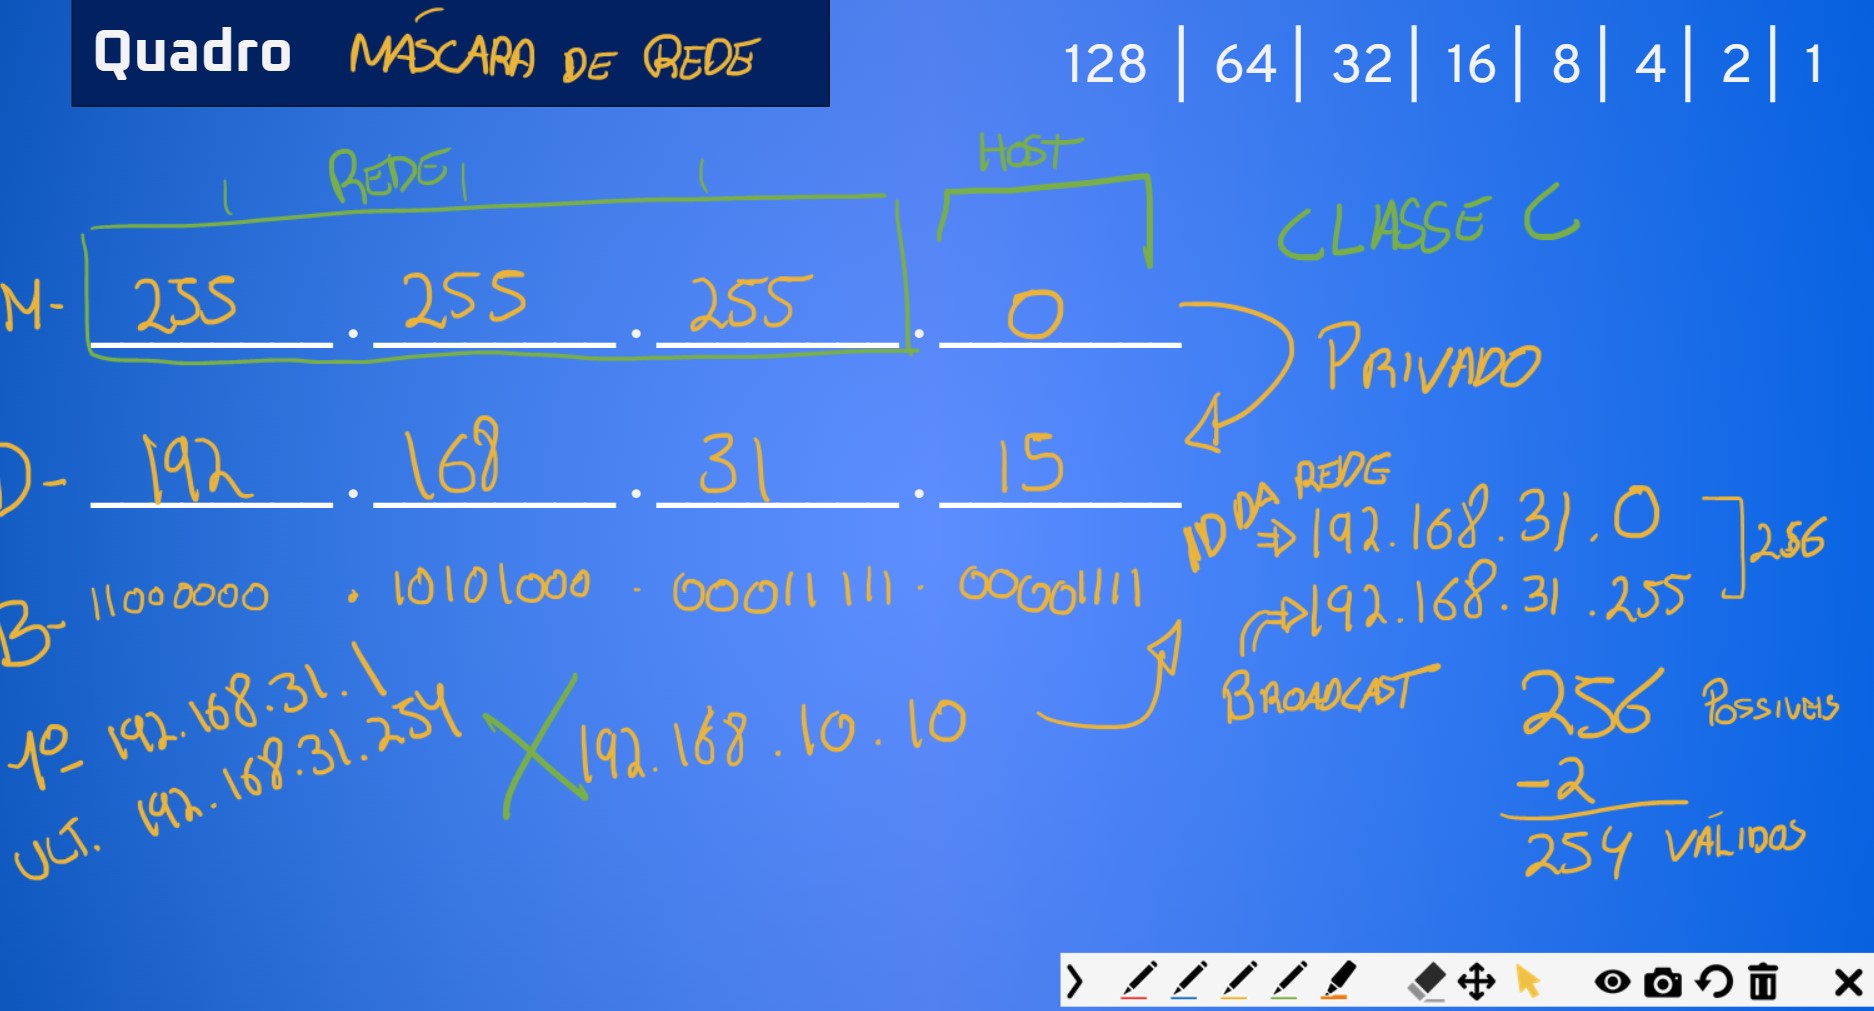 Quadro MÁSCARA DE REDE
128 | 64 | 32 | 16 | 8 | 4 | 2 | 1
REDE
HOST
CLASSE C
M- 255 . 255 . 255 . 0
PRIVADO
D- 192 . 168 . 31 . 15
ID DA REDE ⇒ 192.168.31.0
256
B- 11000000 . 10101000 . 00011111 . 00001111
192.168.31.255
BROADCAST
1º 192.168.31.1
ULT. 192.168.31.254
X 192.168.10.10
256 POSSIVEIS
-2
254 VÁLIDOS